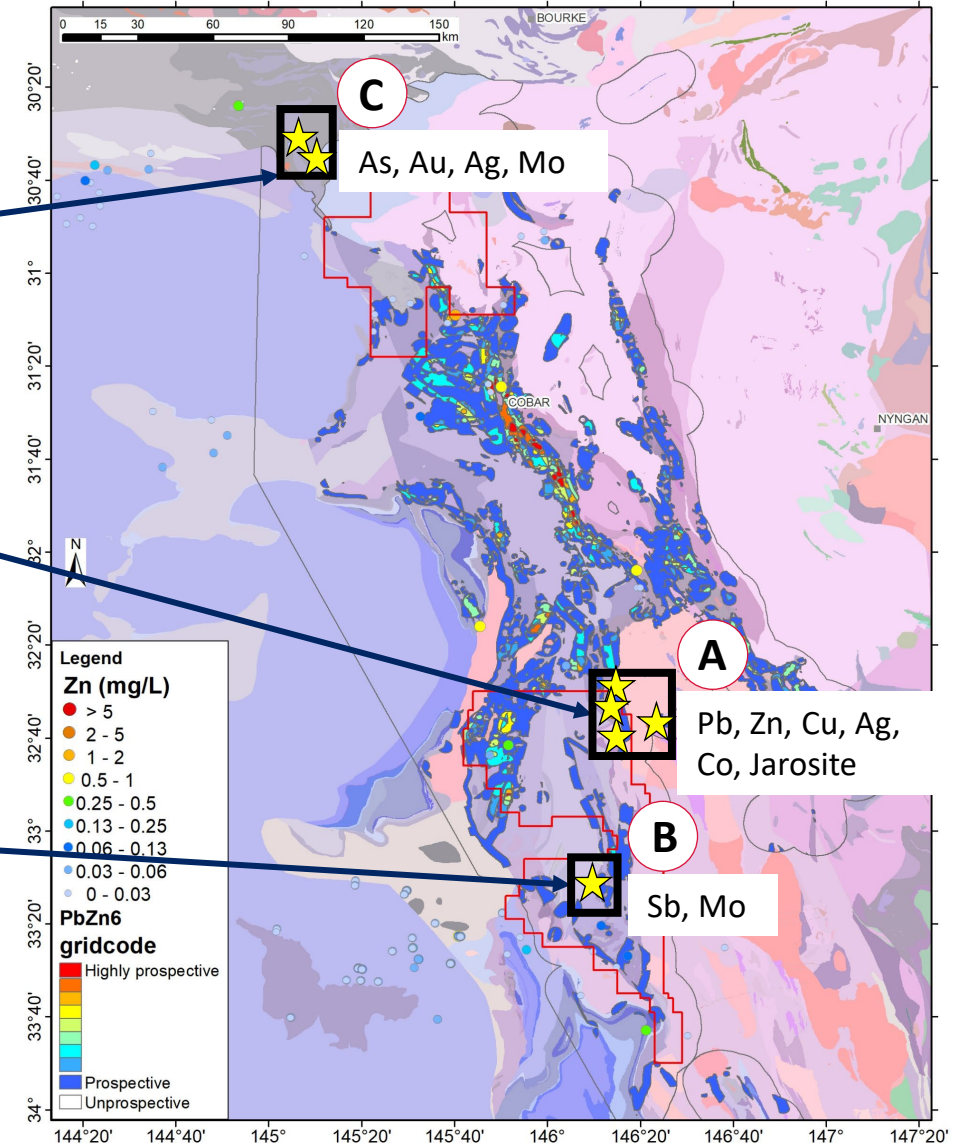 0 15 30 60 90 120 150
km
BOURKE
C
As, Au, Ag, Mo
30°20'
30°40'
31°
31°20'
COBAR
NYNGAN
31°40'
N
32°
32°20'
Legend
Zn (mg/L)
> 5
2 - 5
1 - 2
0.5 - 1
0.25 - 0.5
0.13 - 0.25
0.06 - 0.13
0.03 - 0.06
0 - 0.03
PbZn6
gridcode
Highly prospective
Prospective
Unprospective
A
Pb, Zn, Cu, Ag,
Co, Jarosite
32°40'
33°
B
Sb, Mo
33°20'
33°40'
34°
144°20' 144°40' 145° 145°20' 145°40' 146° 146°20' 146°40' 147° 147°20'